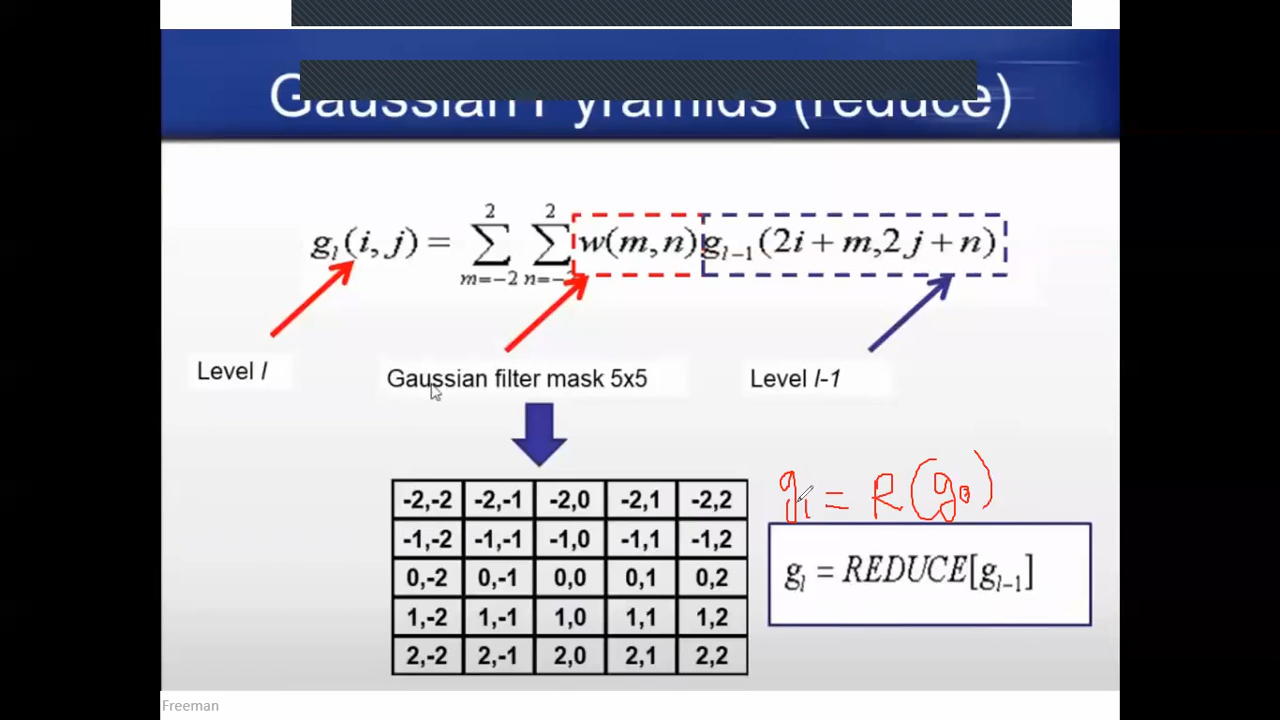 Gaussian Pyramids (reduce)
g_l(i, j) = ∑_{m=-2}^{2} ∑_{n=-2}^{2} w(m,n) g_{l-1}(2i + m, 2j + n)
Level l
Gaussian filter mask 5x5
Level l-1
g1 = R(g0)
-2,-2 -2,-1 -2,0 -2,1 -2,2
-1,-2 -1,-1 -1,0 -1,1 -1,2
0,-2 0,-1 0,0 0,1 0,2
1,-2 1,-1 1,0 1,1 1,2
2,-2 2,-1 2,0 2,1 2,2
g_l = REDUCE[g_{l-1}]
Freeman